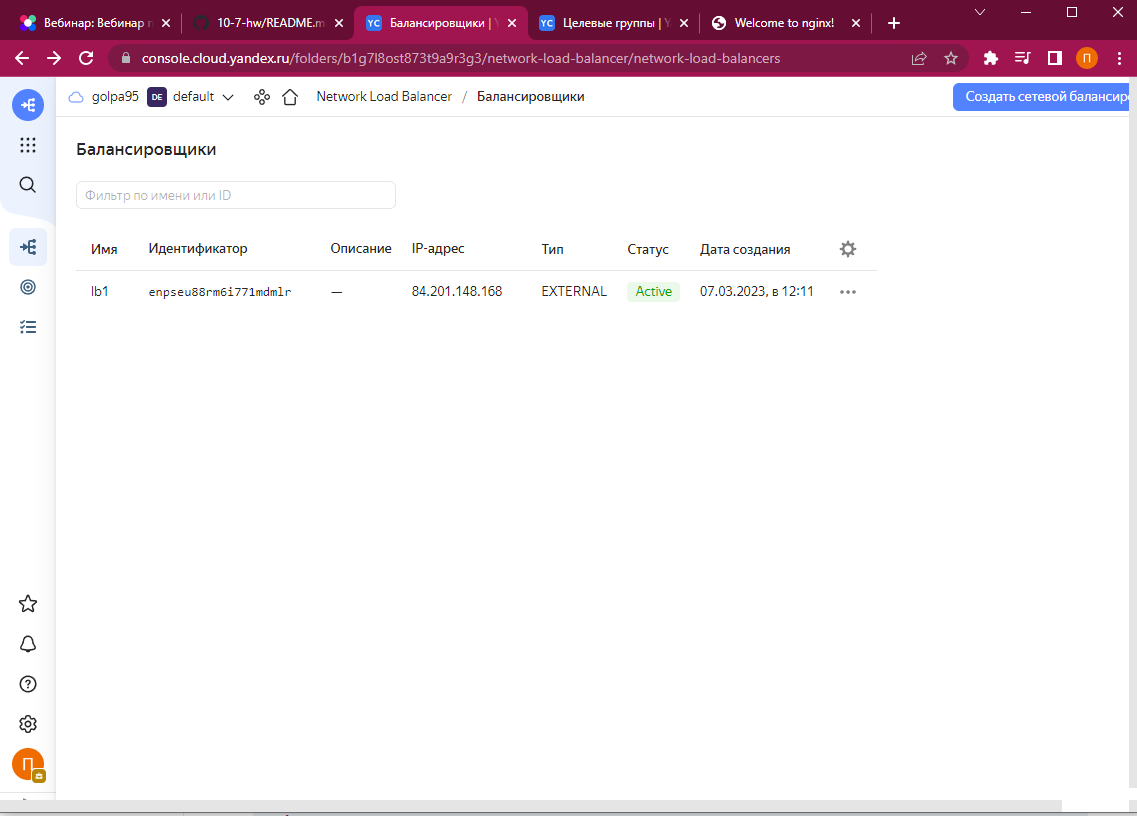 Вебинар: Вебинар п
10-7-hw/README.m
Балансировщики |
YC
Целевые группы |
YC
Welcome to nginx!
console.cloud.yandex.ru/folders/b1g7l8ost873t9a9r3g3/network-load-balancer/network-load-balancers
П
golpa95 DE default Network Load Balancer / Балансировщики
Создать сетевой балансир
Балансировщики
Фильтр по имени или ID
Имя Идентификатор Описание IP-адрес Тип Статус Дата создания
lb1 enpseu88rm6i771mdmlr — 84.201.148.168 EXTERNAL Active 07.03.2023, в 12:11
П